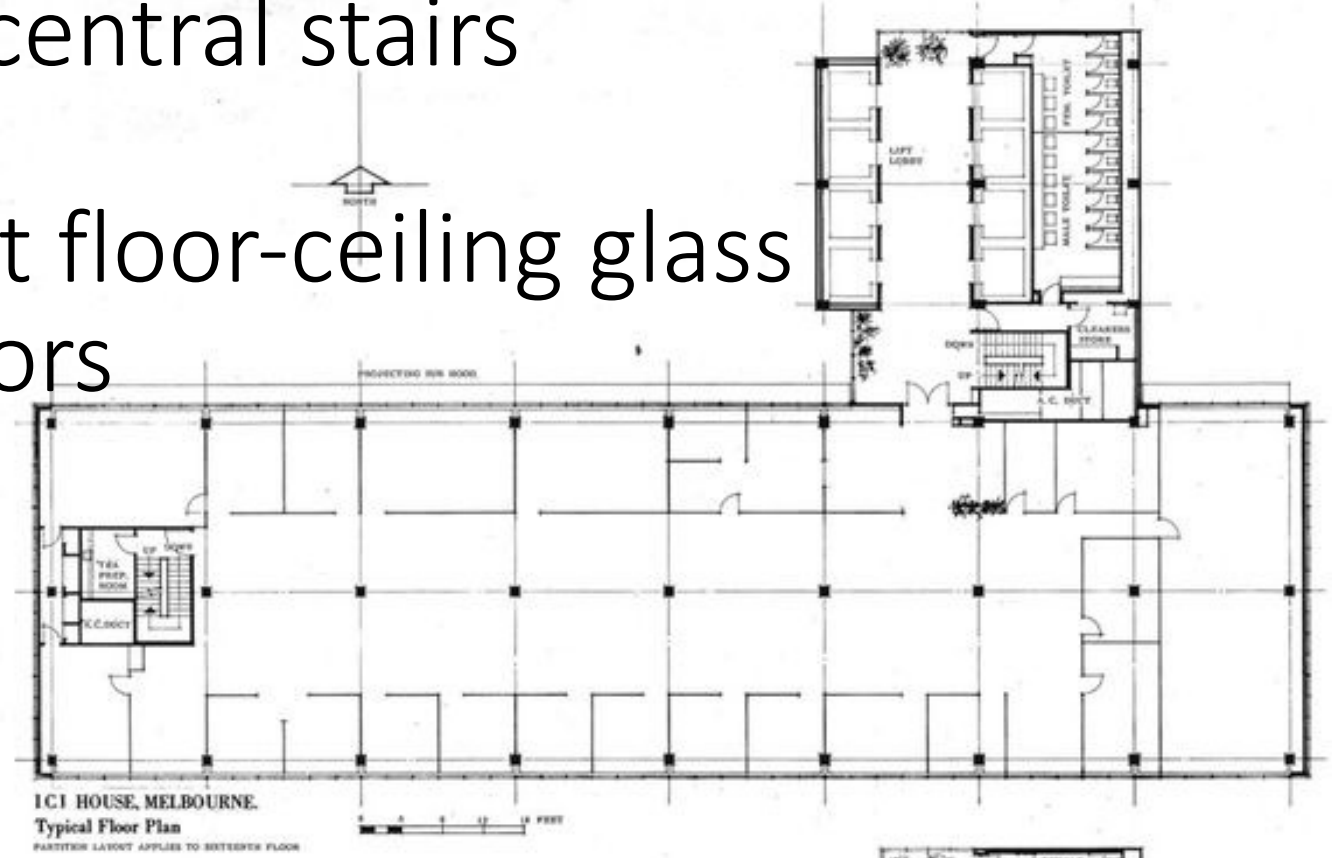 central stairs
t floor-ceiling glass
ors
NORTH
LIFT
LOBBY
FEM. TOILET
MALE TOILET
CLEANERS
STORE
DOWN
UP
A.C. DUCT
PROJECTING SUN HOOD
UP DOWN
TEA
PREP.
ROOM
A.C. DUCT
ICI HOUSE, MELBOURNE.
Typical Floor Plan
PARTITION LAYOUT APPLIES TO SIXTEENTH FLOOR
FEET